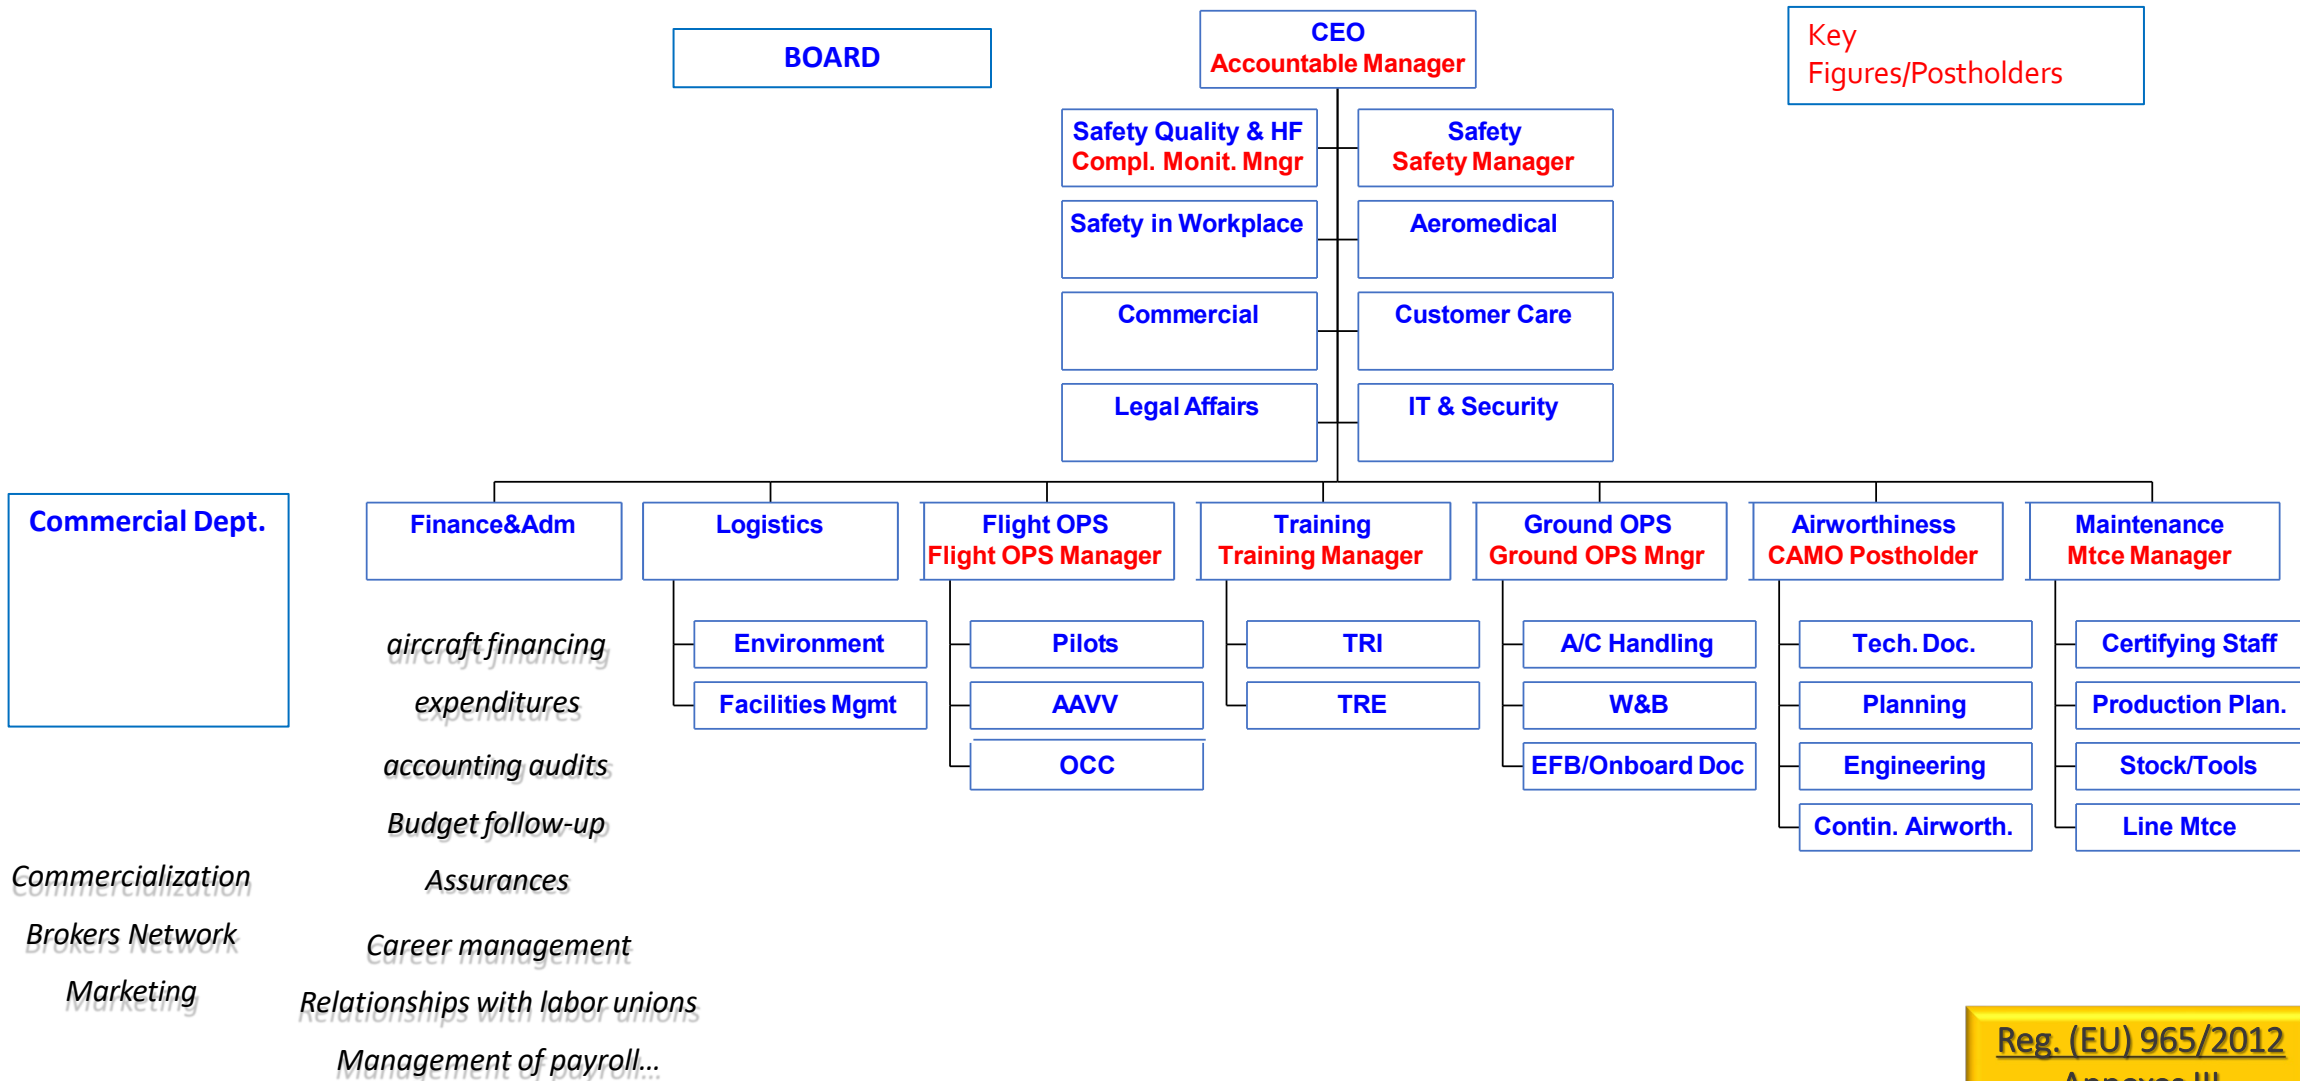 BOARD
CEO
Accountable Manager
Key
Figures/Postholders
Safety Quality & HF
Compl. Monit. Mngr
Safety
Safety Manager
Safety in Workplace
Aeromedical
Commercial
Customer Care
Legal Affairs
IT & Security
Commercial Dept.
Finance&Adm
Logistics
Flight OPS
Flight OPS Manager
Training
Training Manager
Ground OPS
Ground OPS Mngr
Airworthiness
CAMO Postholder
Maintenance
Mtce Manager
aircraft financing
expenditures
accounting audits
Budget follow-up
Assurances
Career management
Relationships with labor unions
Management of payroll...
Environment
Facilities Mgmt
Pilots
AAVV
OCC
TRI
TRE
A/C Handling
W&B
EFB/Onboard Doc
Tech. Doc.
Planning
Engineering
Contin. Airworth.
Certifying Staff
Production Plan.
Stock/Tools
Line Mtce
Commercialization
Brokers Network
Marketing
Reg. (EU) 965/2012
Annexes III